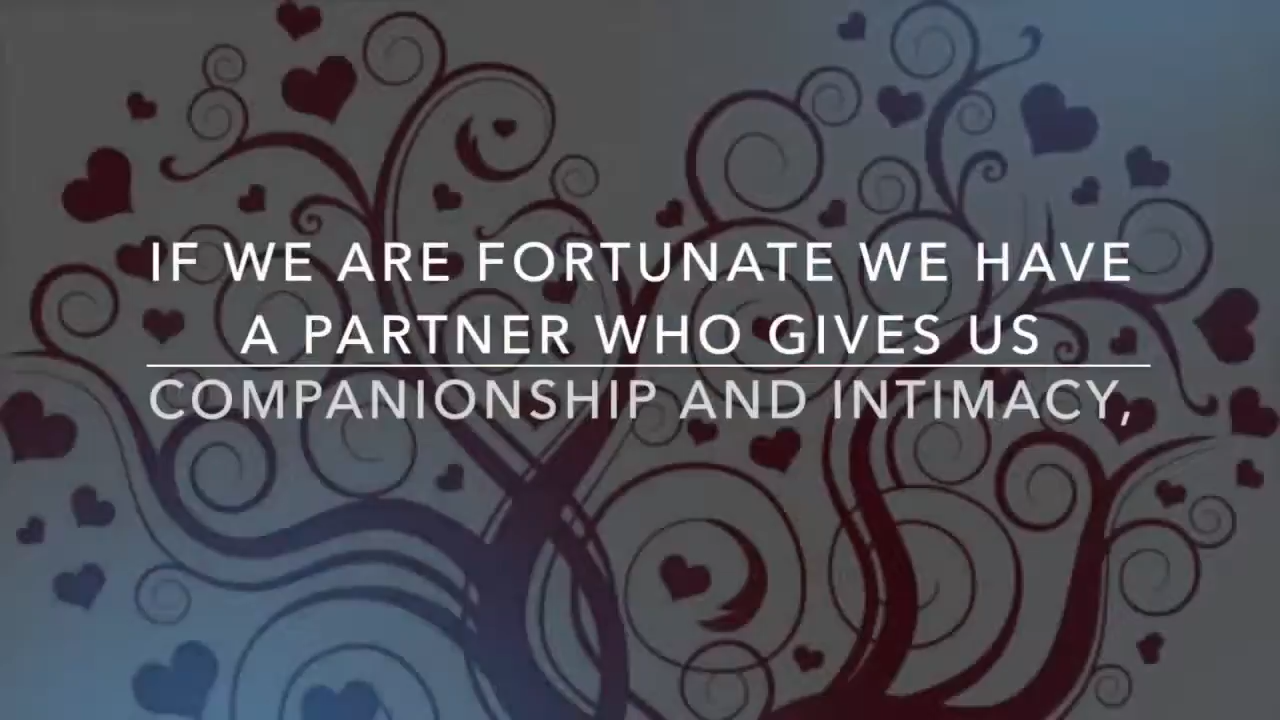 IF WE ARE FORTUNATE WE HAVE
A PARTNER WHO GIVES US
COMPANIONSHIP AND INTIMACY,